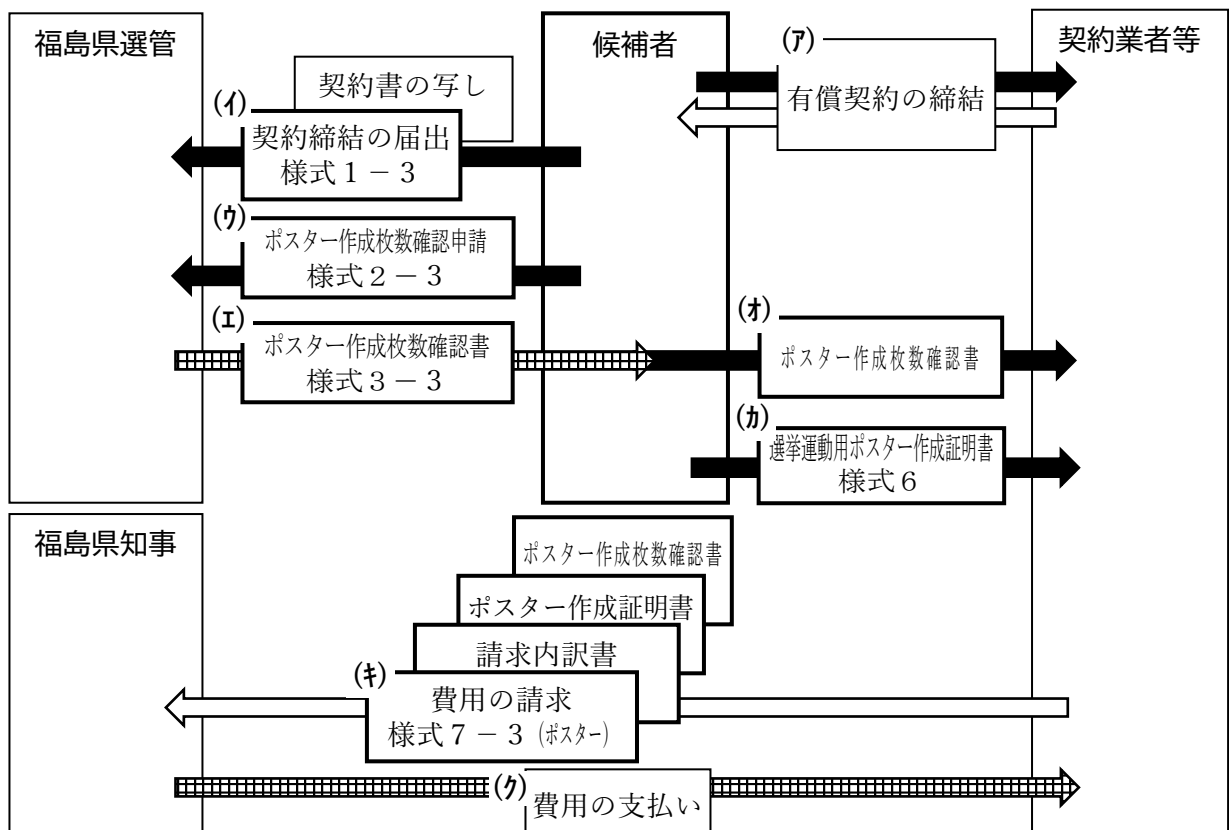 福島県選管
候補者
契約業者等
(ｱ)
有償契約の締結
契約書の写し
(ｲ)
契約締結の届出
様式１－３
(ｳ)
ポスター作成枚数確認申請
様式２－３
(ｴ)
ポスター作成枚数確認書
様式３－３
(ｵ)
ポスター作成枚数確認書
(ｶ)
選挙運動用ポスター作成証明書
様式６
福島県知事
ポスター作成枚数確認書
ポスター作成証明書
請求内訳書
(ｷ)
費用の請求
様式７－３（ポスター）
(ｸ)
費用の支払い